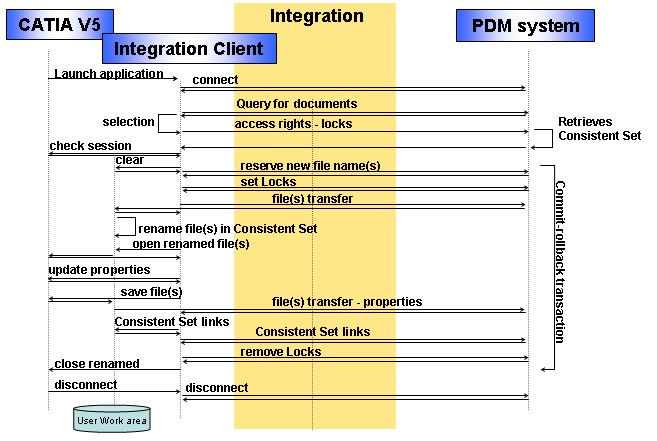 Integration
CATIA V5
PDM system
Integration Client
Launch application
connect
Query for documents
selection
access rights - locks
Retrieves
Consistent Set
check session
clear
reserve new file name(s)
set Locks
file(s) transfer
rename file(s) in Consistent Set
open renamed file(s)
update properties
save file(s)
file(s) transfer - properties
Consistent Set links
Consistent Set links
remove Locks
close renamed
disconnect
disconnect
Commit-rollback transaction
User Work area